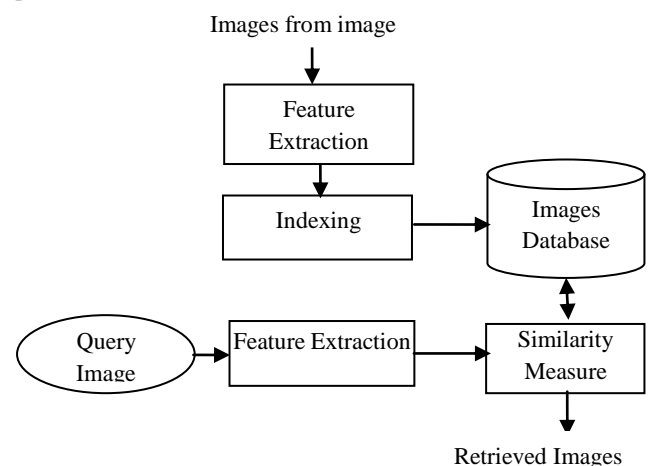 Images from image
Feature
Extraction
Indexing
Images
Database
Query
Image
Feature Extraction
Similarity
Measure
Retrieved Images